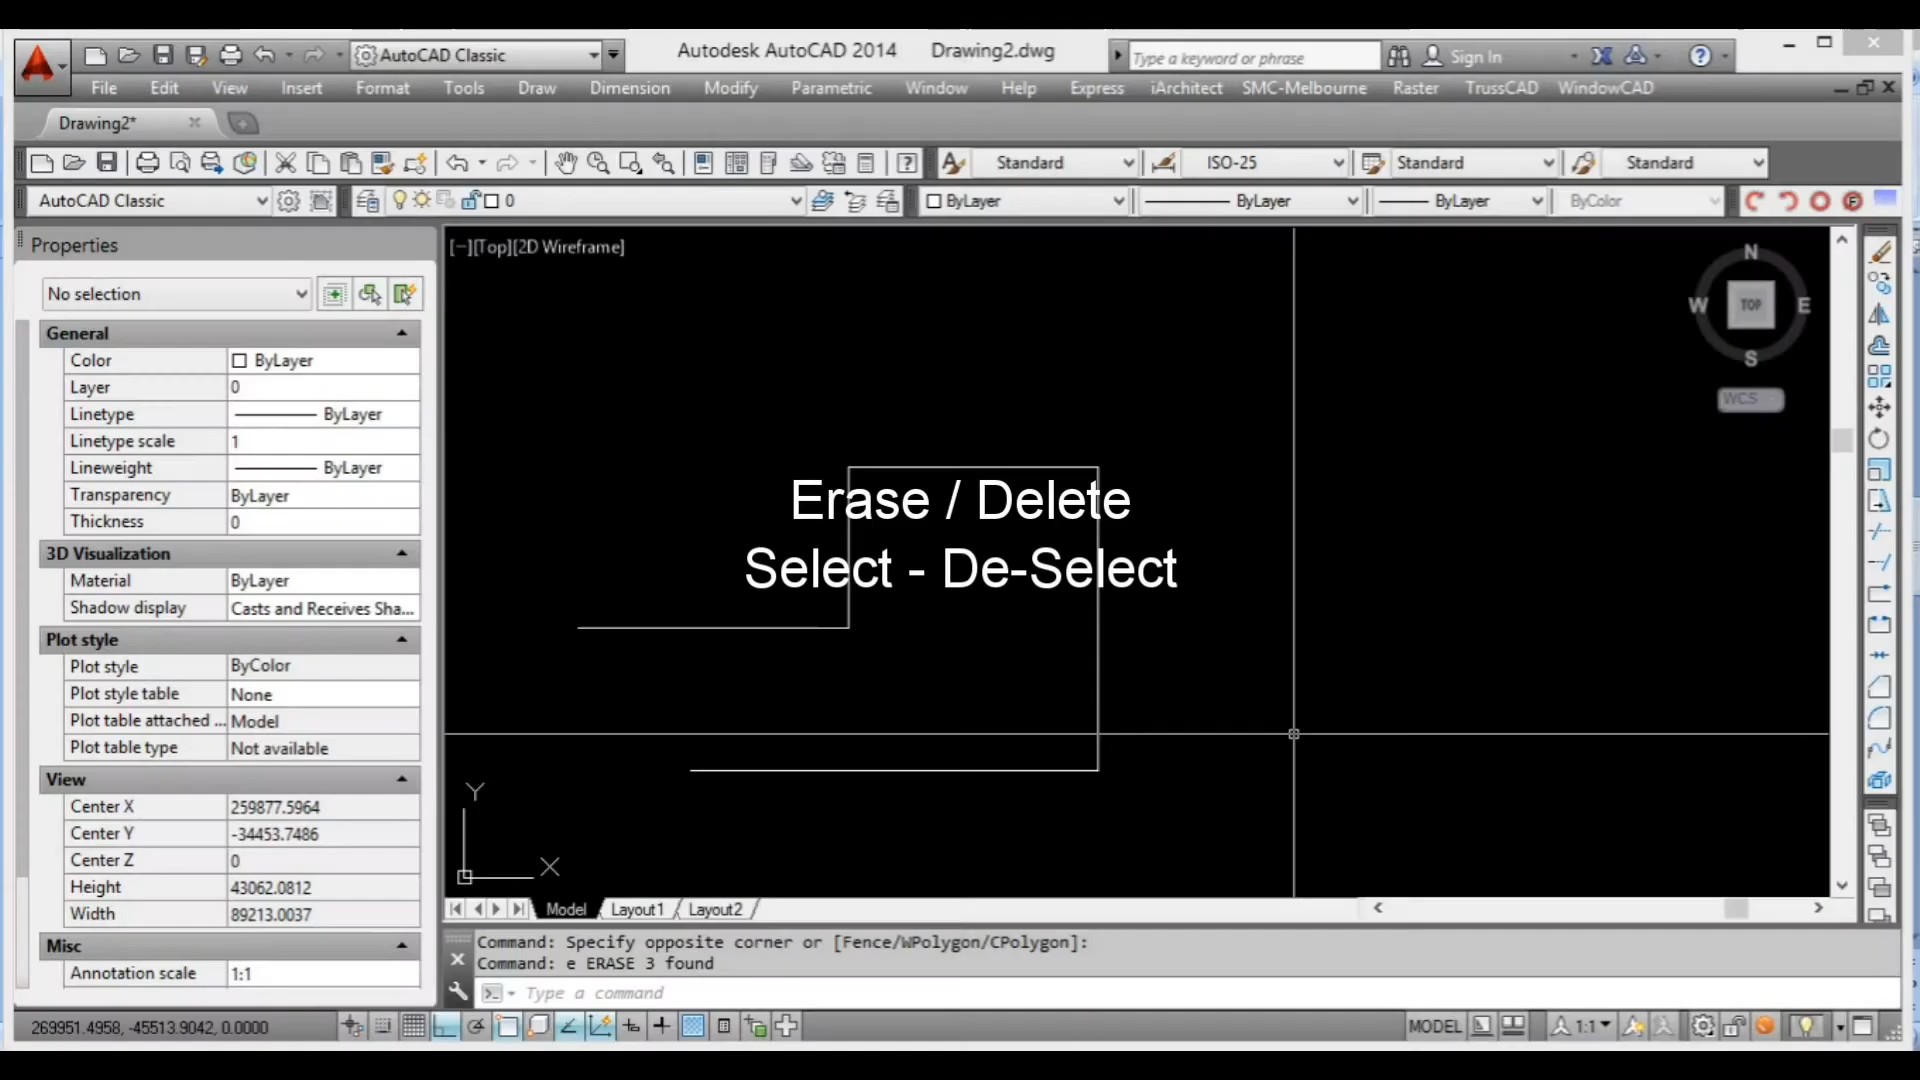 AutoCAD Classic
Autodesk AutoCAD 2014 Drawing2.dwg
Type a keyword or phrase
Sign In
File Edit View Insert Format Tools Draw Dimension Modify Parametric Window Help Express iArchitect SMC-Melbourne Raster TrussCAD WindowCAD
Drawing2*
Standard ISO-25 Standard Standard
AutoCAD Classic 0 ByLayer ByLayer ByLayer ByColor
Properties
No selection
General
Color ByLayer
Layer 0
Linetype ByLayer
Linetype scale 1
Lineweight ByLayer
Transparency ByLayer
Thickness 0
3D Visualization
Material ByLayer
Shadow display Casts and Receives Sha...
Plot style
Plot style ByColor
Plot style table None
Plot table attached ... Model
Plot table type Not available
View
Center X 259877.5964
Center Y -34453.7486
Center Z 0
Height 43062.0812
Width 89213.0037
Misc
Annotation scale 1:1
[−][Top][2D Wireframe]
N
W TOP E
S
WCS
Erase / Delete
Select - De-Select
Y
X
Model Layout1 Layout2
Command: Specify opposite corner or [Fence/WPolygon/CPolygon]:
Command: e ERASE 3 found
Type a command
269951.4958, -45513.9042, 0.0000
MODEL 1:1